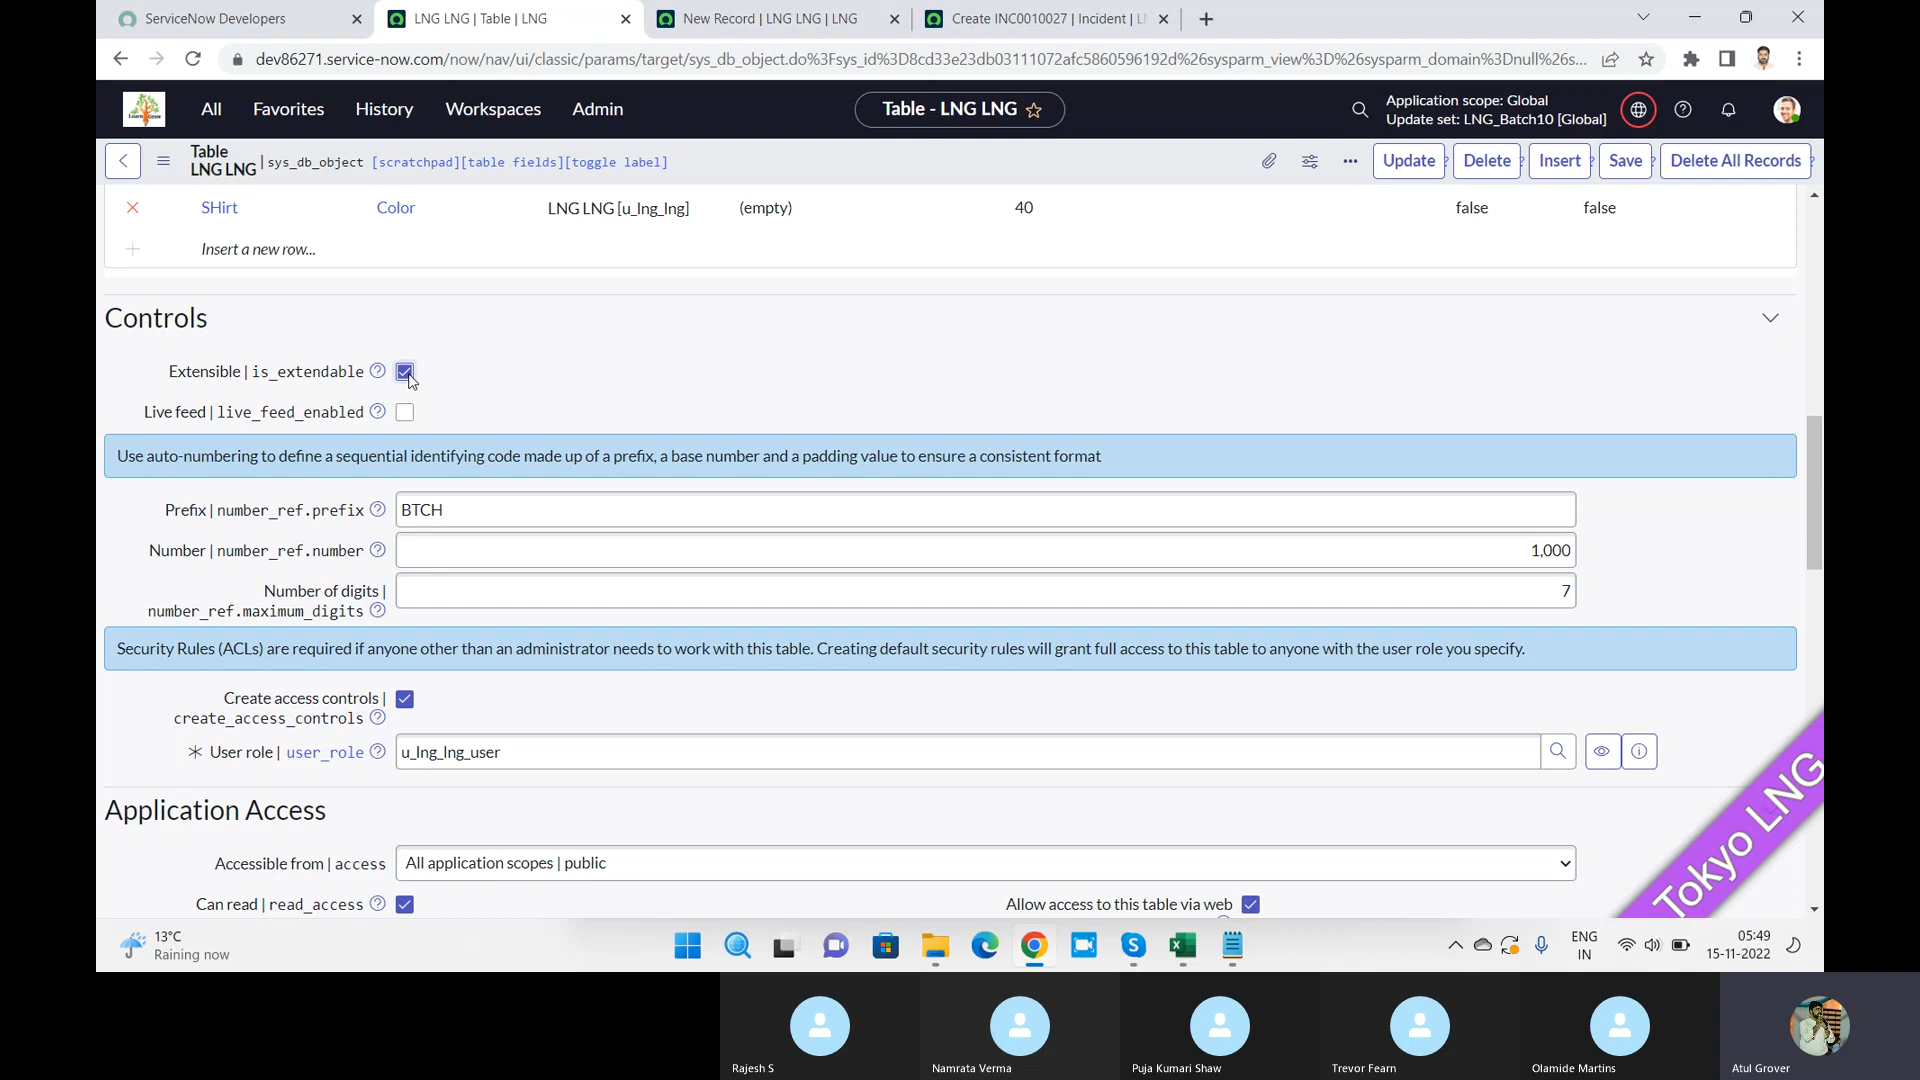 ServiceNow Developers
LNG LNG | Table | LNG
New Record | LNG LNG | LNG
Create INC0010027 | Incident | L
dev86271.service-now.com/now/nav/ui/classic/params/target/sys_db_object.do%3Fsys_id%3D8cd33e23db03111072afc5860596192d%26sysparm_view%3D%26sysparm_domain%3Dnull%26s...
All
Favorites
History
Workspaces
Admin
Table - LNG LNG
Application scope: Global
Update set: LNG_Batch10 [Global]
Table
LNG LNG | sys_db_object [scratchpad][table fields][toggle label]
Update
Delete
Insert
Save
Delete All Records
SHirt Color LNG LNG [u_lng_lng] (empty) 40 false false
Insert a new row...
Controls
Extensible | is_extendable
Live feed | live_feed_enabled
Use auto-numbering to define a sequential identifying code made up of a prefix, a base number and a padding value to ensure a consistent format
Prefix | number_ref.prefix BTCH
Number | number_ref.number 1,000
Number of digits | number_ref.maximum_digits 7
Security Rules (ACLs) are required if anyone other than an administrator needs to work with this table. Creating default security rules will grant full access to this table to anyone with the user role you specify.
Create access controls |
create_access_controls
User role | user_role u_lng_lng_user
Application Access
Accessible from | access All application scopes | public
Can read | read_access Allow access to this table via web
Tokyo LNG
13°C
Raining now
ENG
IN
05:49
15-11-2022
Rajesh S
Namrata Verma
Puja Kumari Shaw
Trevor Fearn
Olamide Martins
Atul Grover